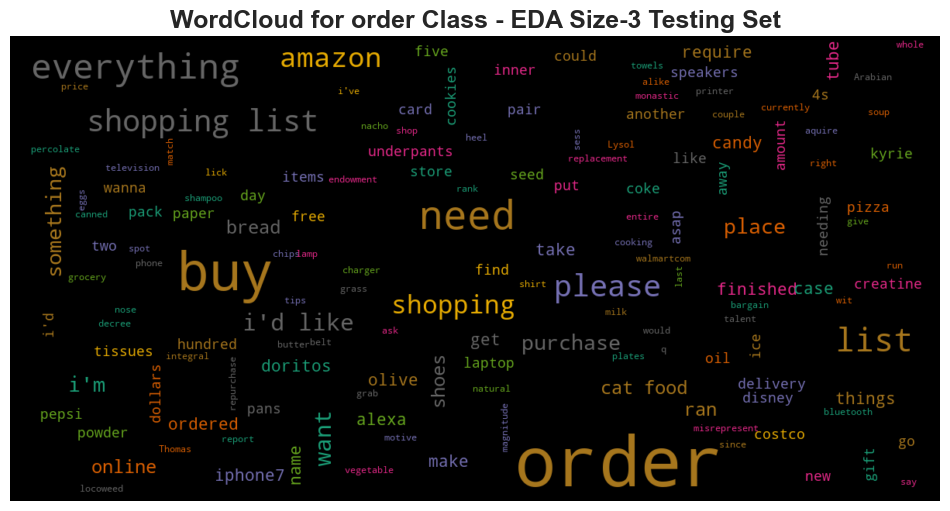 WordCloud for order Class - EDA Size-3 Testing Set
everything
amazon
five
could
require
towels
tube
whole
price
i've
cookies
inner
speakers
alike
Arabian
shopping list
card
pair
monastic
printer
4s
currently
another
couple
soup
nacho
shop
heel
sess
Lysol
candy
amount
aquire
percolate
match
underpants
replacement
like
kyrie
television
lick
items
endowment
store
seed
put
coke
away
right
something
eggs
wanna
shampoo
day
rank
canned
pack
paper
free
need
entire
asap
place
needing
pizza
give
bread
two
spot
take
cooking
phone
buy
chips
lamp
walmartcom
grocery
charger
find
please
last
run
grass
shirt
finished
case
creatine
tips
shopping
bargain
wit
nose
milk
talent
i'd
decree
i'd like
ask
would
list
tissues
hundred
butter
belt
get
purchase
q
ice
integral
doritos
laptop
plates
oil
i'm
dollars
repurchase
shoes
olive
grab
natural
cat food
delivery
disney
things
pepsi
pans
ran
bluetooth
powder
ordered
want
alexa
motive
magnitude
misrepresent
costco
report
since
go
Thomas
order
online
iphone7
name
vegetable
make
new
gift
soy
locoweed